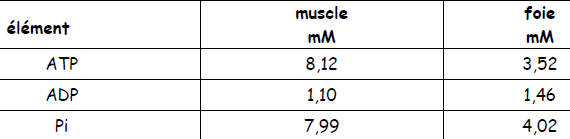 élément muscle mM foie mM
ATP 8,12 3,52
ADP 1,10 1,46
Pi 7,99 4,02